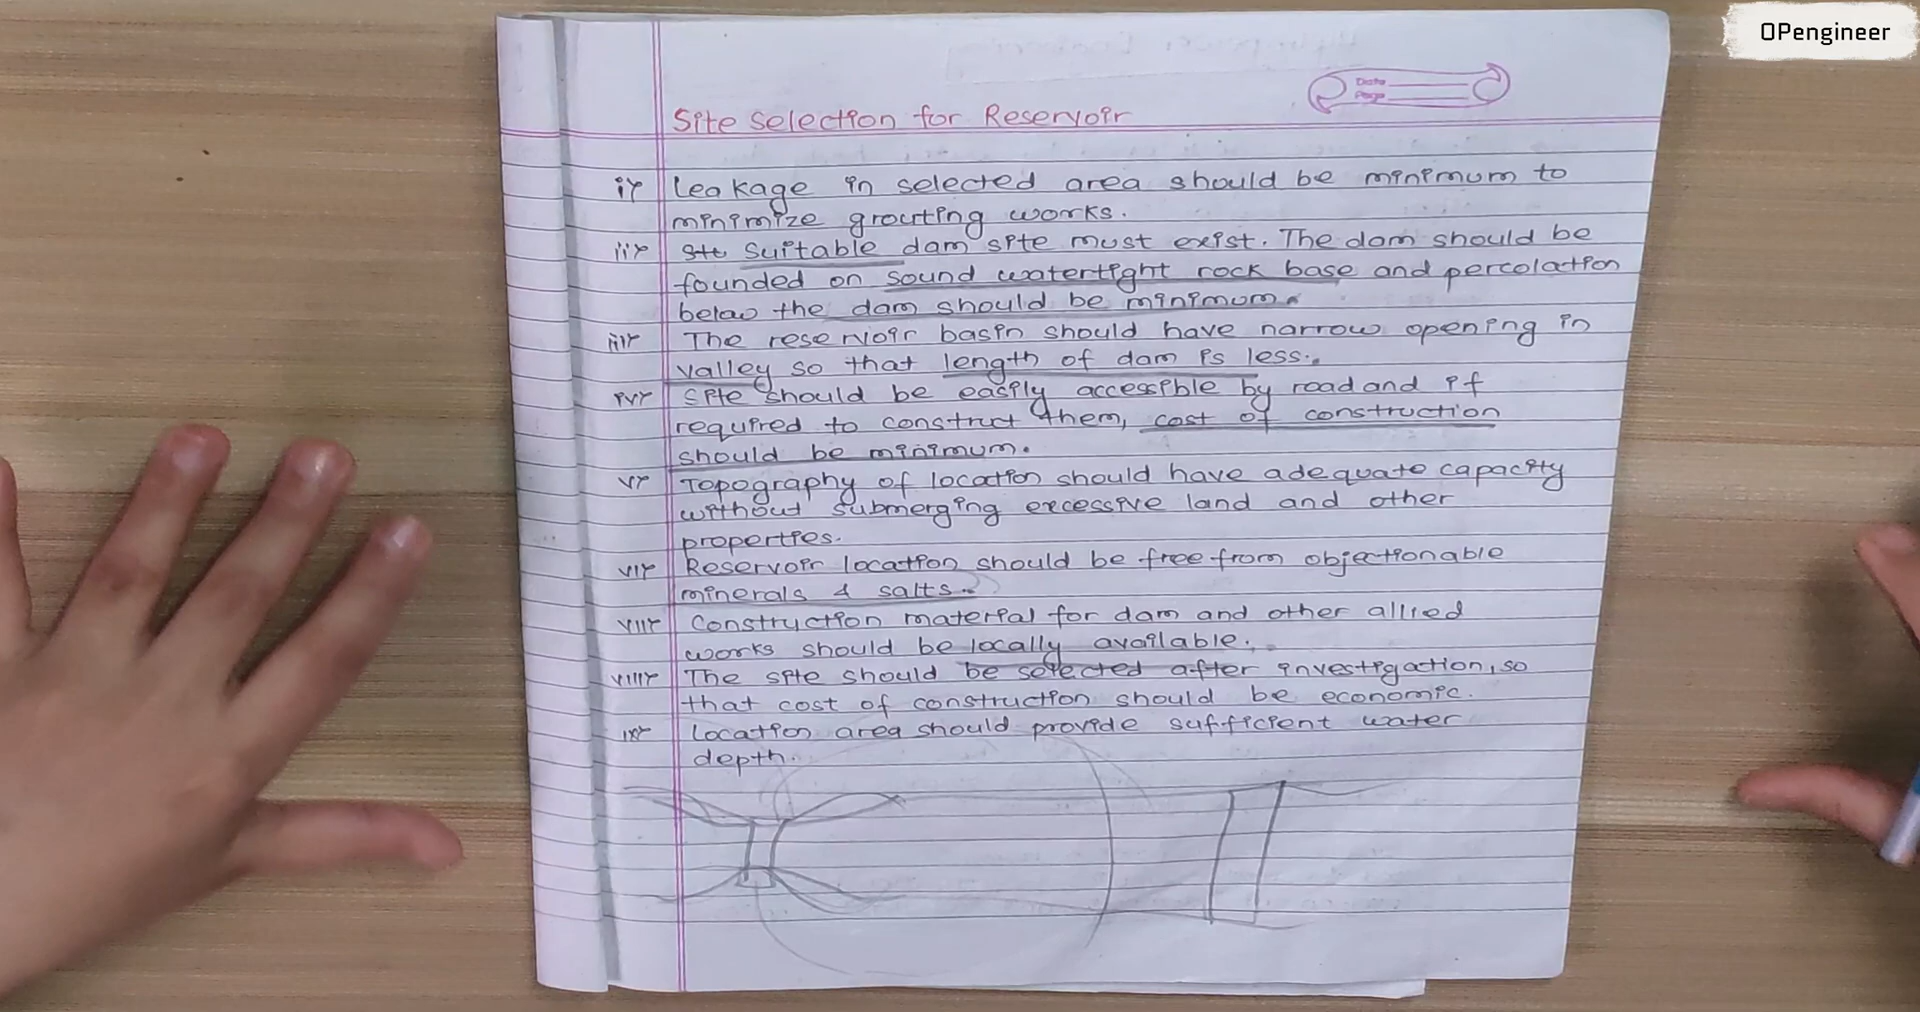 OPengineer
Date
Page
Site selection for Reservoir
i) Leakage in selected area should be minimum to
minimize grouting works.
ii) suitable dam site must exist. The dam should be
founded on sound watertight rock base and percolation
below the dam should be minimum.
iii) The reservoir basin should have narrow opening in
valley so that length of dam is less.
iv) Site should be easily accessible by road and if
required to construct them, cost of construction
should be minimum.
v) Topography of location should have adequate capacity
without submerging excessive land and other
properties.
vi) Reservoir location should be free from objectionable
minerals & salts.
vii) Construction material for dam and other allied
works should be locally available.
viii) The site should be selected after investigation, so
that cost of construction should be economic.
ix) Location area should provide sufficient water
depth.